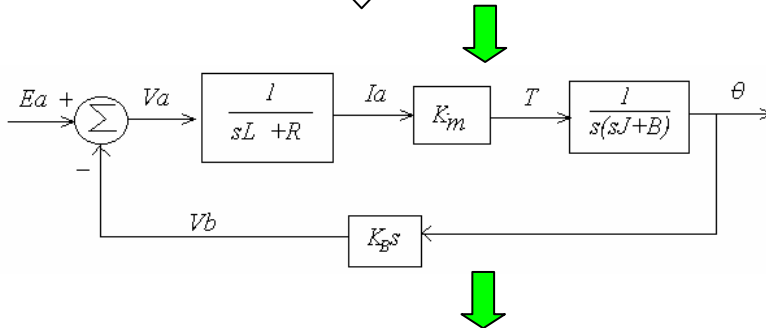 Ea + Va Ia T θ
Σ
1
sL +R
Km
1
s(sJ+B)
−
Vb
KBs